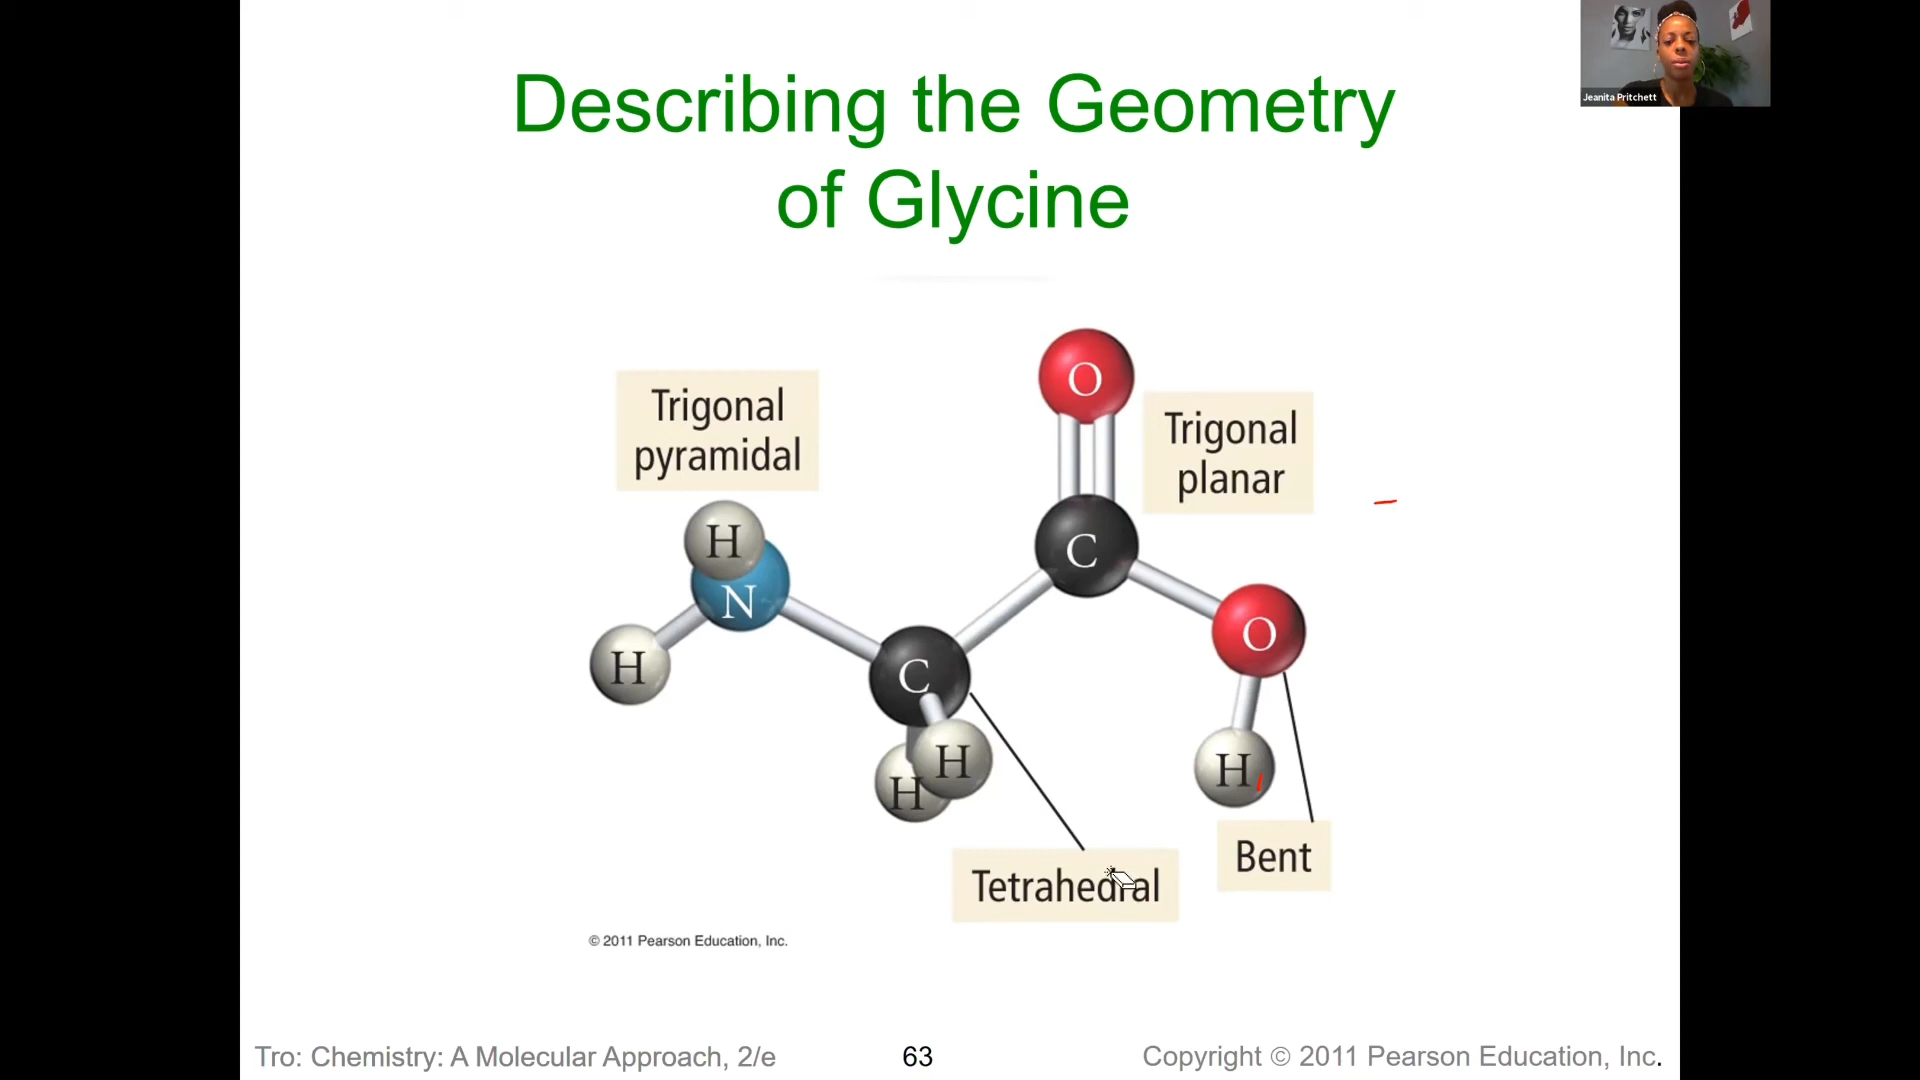 Jeanita Pritchett
Describing the Geometry
of Glycine
Trigonal
pyramidal
O
Trigonal
planar
H
N
C
H
C
O
H
H
H
Tetrahedral
Bent
© 2011 Pearson Education, Inc.
Tro: Chemistry: A Molecular Approach, 2/e
63
Copyright © 2011 Pearson Education, Inc.